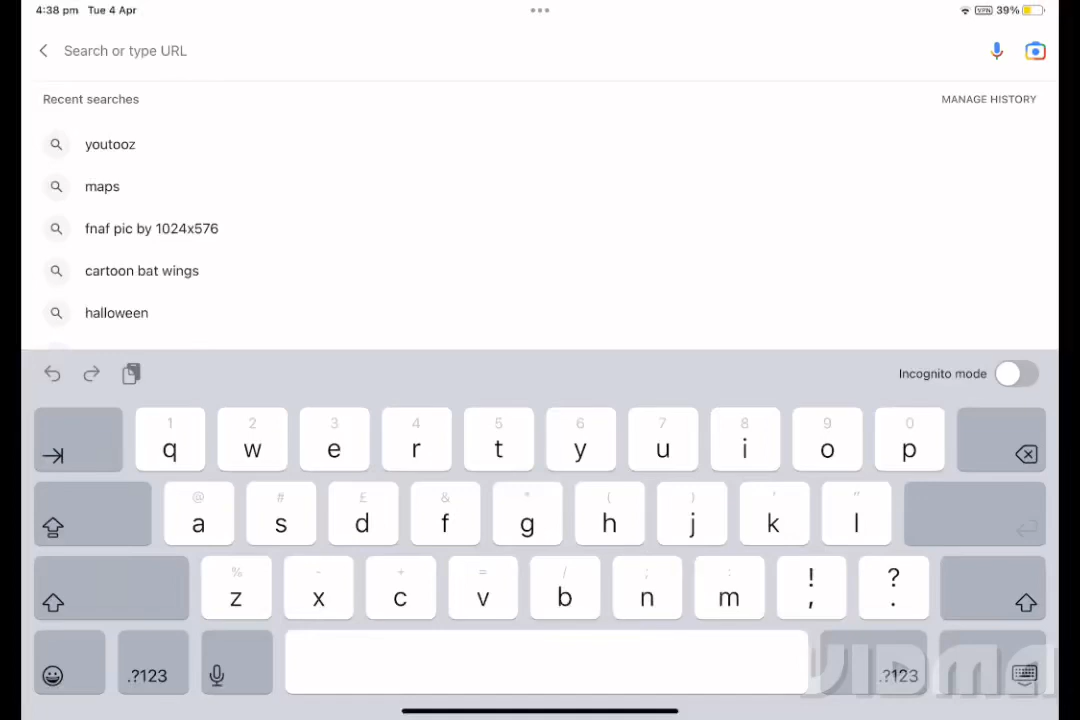 4:38 pm Tue 4 Apr
VPN 39%
Search or type URL
Recent searches
MANAGE HISTORY
youtooz
maps
fnaf pic by 1024x576
cartoon bat wings
halloween
Incognito mode
1 2 3 4 5 6 7 8 9 0
q w e r t y u i o p
@ # £ & * ( ) ' "
a s d f g h j k l
% - + = / ; : ! ?
z x c v b n m , .
.?123 .?123
VIDMA